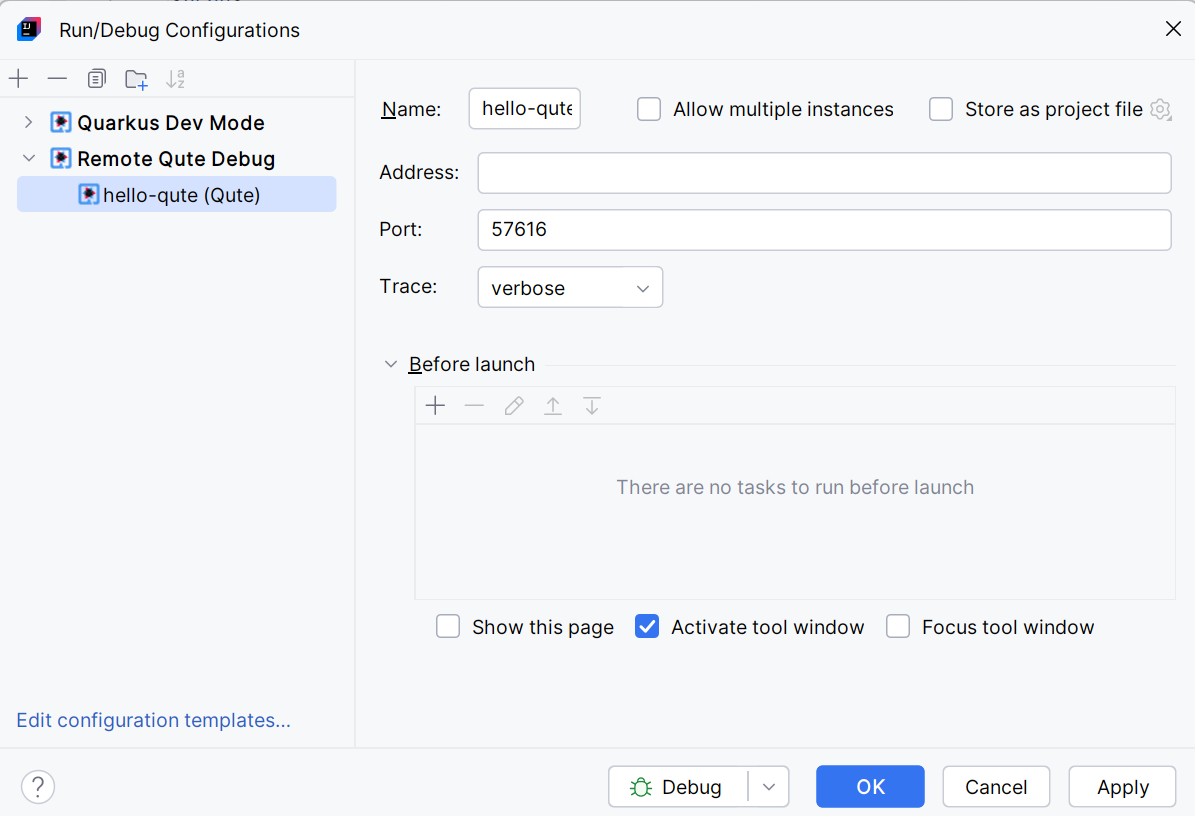 Run/Debug Configurations
Quarkus Dev Mode
Remote Qute Debug
hello-qute (Qute)
Edit configuration templates...
Name: hello-qute Allow multiple instances Store as project file
Address:
Port: 57616
Trace: verbose
Before launch
There are no tasks to run before launch
Show this page Activate tool window Focus tool window
? Debug OK Cancel Apply